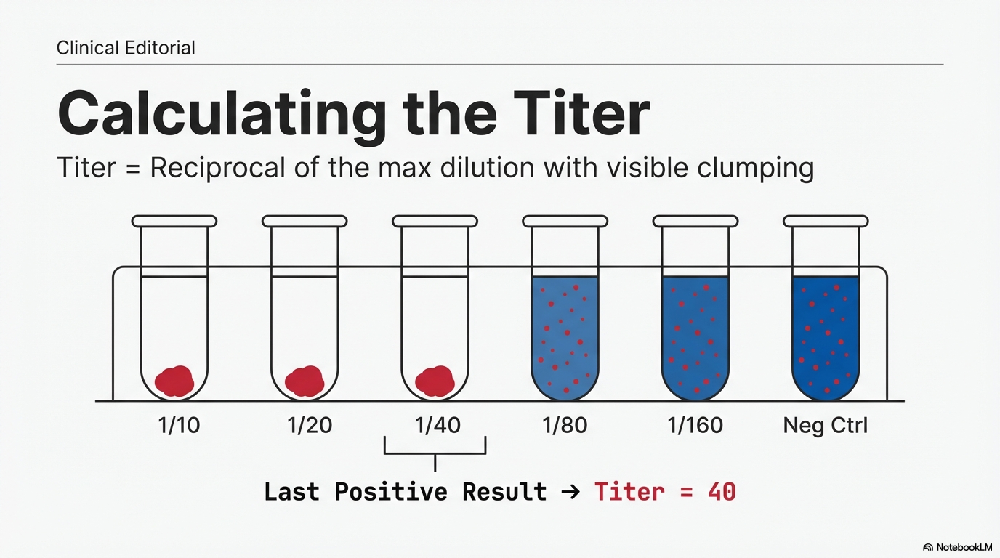 Clinical Editorial
Calculating the Titer
Titer = Reciprocal of the max dilution with visible clumping
1/10 1/20 1/40 1/80 1/160 Neg Ctrl
Last Positive Result → Titer = 40
NotebookLM